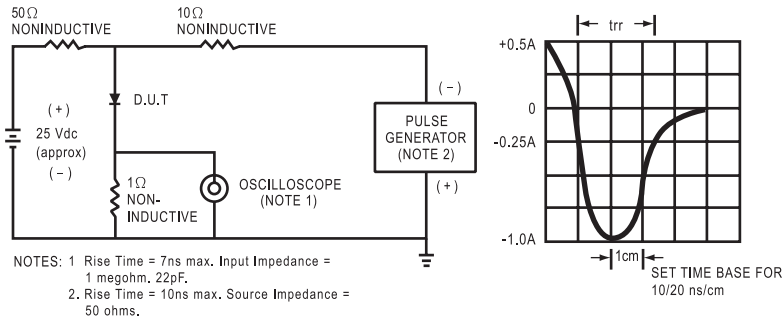 50Ω
NONINDUCTIVE
10Ω
NONINDUCTIVE
D.U.T
(+)
25 Vdc
(approx)
(−)
1Ω
NON-
INDUCTIVE
OSCILLOSCOPE
(NOTE 1)
(−)
PULSE
GENERATOR
(NOTE 2)
(+)
NOTES: 1 Rise Time = 7ns max. Input Impedance =
1 megohm. 22pF.
2. Rise Time = 10ns max. Source Impedance =
50 ohms.
trr
+0.5A
0
-0.25A
-1.0A
1cm
SET TIME BASE FOR
10/20 ns/cm